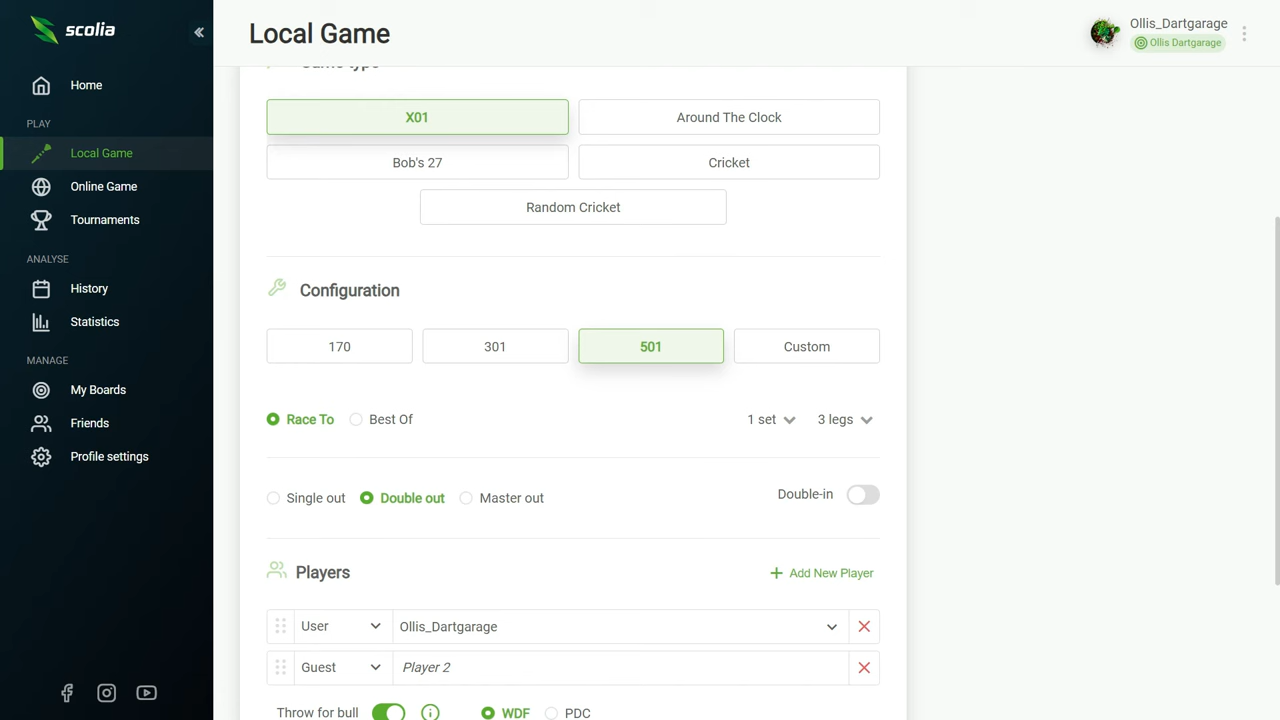 scolia
Local Game
Ollis_Dartgarage
Ollis Dartgarage
Home
PLAY
Local Game
Online Game
Tournaments
ANALYSE
History
Statistics
MANAGE
My Boards
Friends
Profile settings
Game type
X01
Around The Clock
Bob's 27
Cricket
Random Cricket
Configuration
170
301
501
Custom
Race To
Best Of
1 set
3 legs
Single out
Double out
Master out
Double-in
Players
+ Add New Player
User
Ollis_Dartgarage
Guest
Player 2
Throw for bull
WDF
PDC